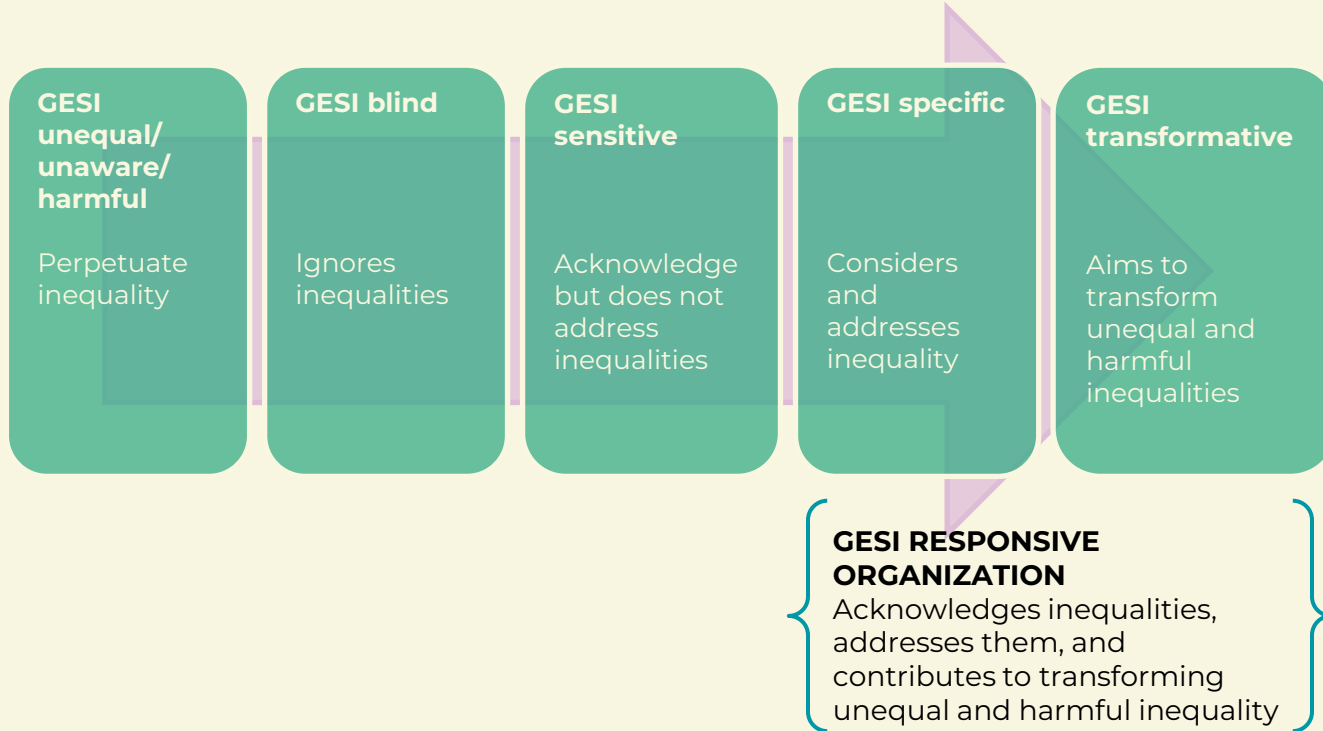 GESI
unequal/
unaware/
harmful
Perpetuate
inequality
GESI blind
Ignores
inequalities
GESI
sensitive
Acknowledge
but does not
address
inequalities
GESI specific
Considers
and
addresses
inequality
GESI
transformative
Aims to
transform
unequal and
harmful
inequalities
GESI RESPONSIVE
ORGANIZATION
Acknowledges inequalities,
addresses them, and
contributes to transforming
unequal and harmful inequality